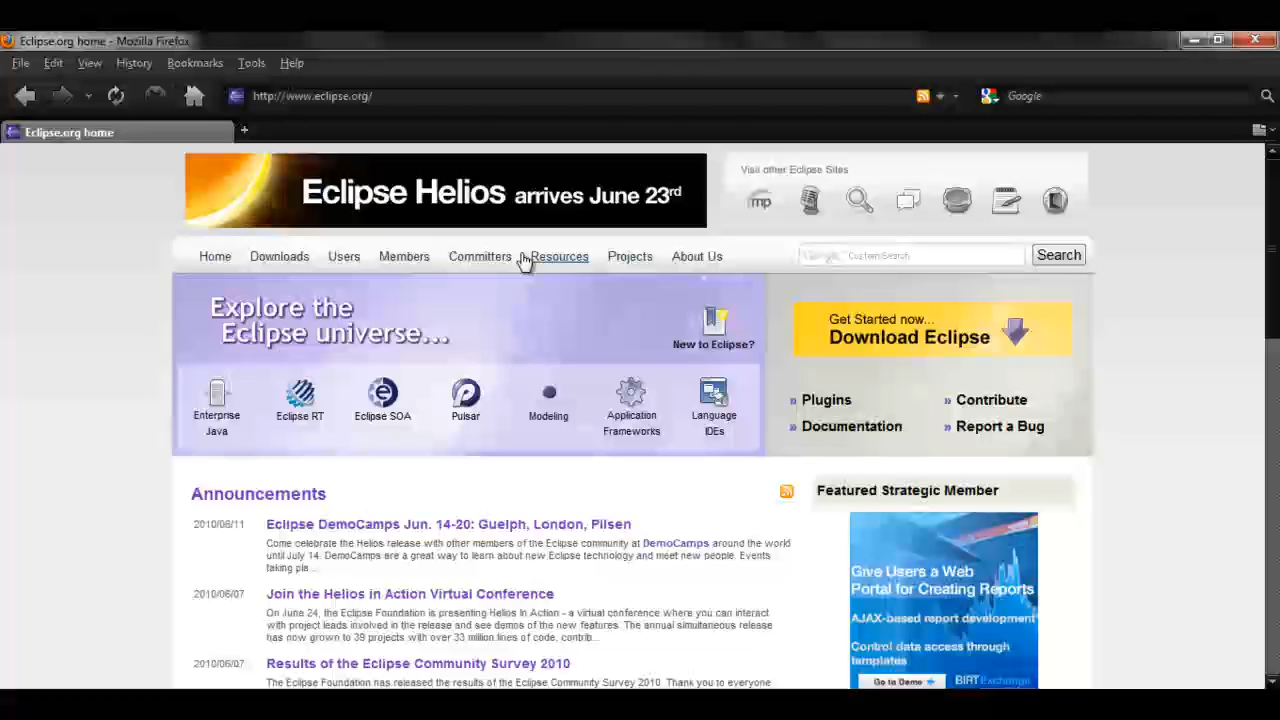 Eclipse.org home - Mozilla Firefox
File Edit View History Bookmarks Tools Help
http://www.eclipse.org/
Google
Eclipse.org home
Eclipse Helios arrives June 23rd
Visit other Eclipse Sites
mp
Home Downloads Users Members Committers Resources Projects About Us
Google Custom Search
Search
Explore the
Eclipse universe...
New to Eclipse?
Get Started now...
Download Eclipse
Enterprise
Java
Eclipse RT
Eclipse SOA
Pulsar
Modeling
Application
Frameworks
Language
IDEs
» Plugins
» Contribute
» Documentation
» Report a Bug
Announcements
Featured Strategic Member
2010/06/11
Eclipse DemoCamps Jun. 14-20: Guelph, London, Pilsen
Come celebrate the Helios release with other members of the Eclipse community at DemoCamps around the world
until July 14. DemoCamps are a great way to learn about new Eclipse technology and meet new people. Events
taking pla...
2010/06/07
Join the Helios in Action Virtual Conference
On June 24, the Eclipse Foundation is presenting Helios In Action - a virtual conference where you can interact
with project leads involved in the release and see demos of the new features. The annual simultaneous release
has now grown to 39 projects with over 33 million lines of code, contrib...
2010/06/07
Results of the Eclipse Community Survey 2010
The Eclipse Foundation has released the results of the Eclipse Community Survey 2010. Thank you to everyone
Give Users a Web
Portal for Creating Reports
AJAX-based report development
Control data access through
templates
Go to Demo
BIRT Exchange